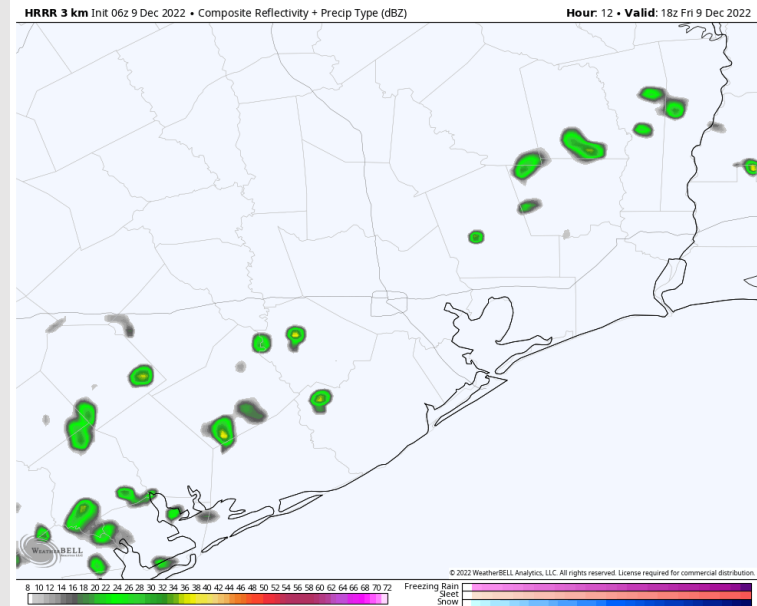 HRRR 3 km Init 06z 9 Dec 2022 • Composite Reflectivity + Precip Type (dBZ)
Hour: 12 • Valid: 18z Fri 9 Dec 2022
WEATHERBELL
© 2022 WeatherBELL Analytics, LLC. All rights reserved. License required for commercial distribution.
8 10 12 14 16 18 20 22 24 26 28 30 32 34 36 38 40 42 44 46 48 50 52 54 56 58 60 62 64 66 68 70 72
Freezing Rain
Sleet
Snow